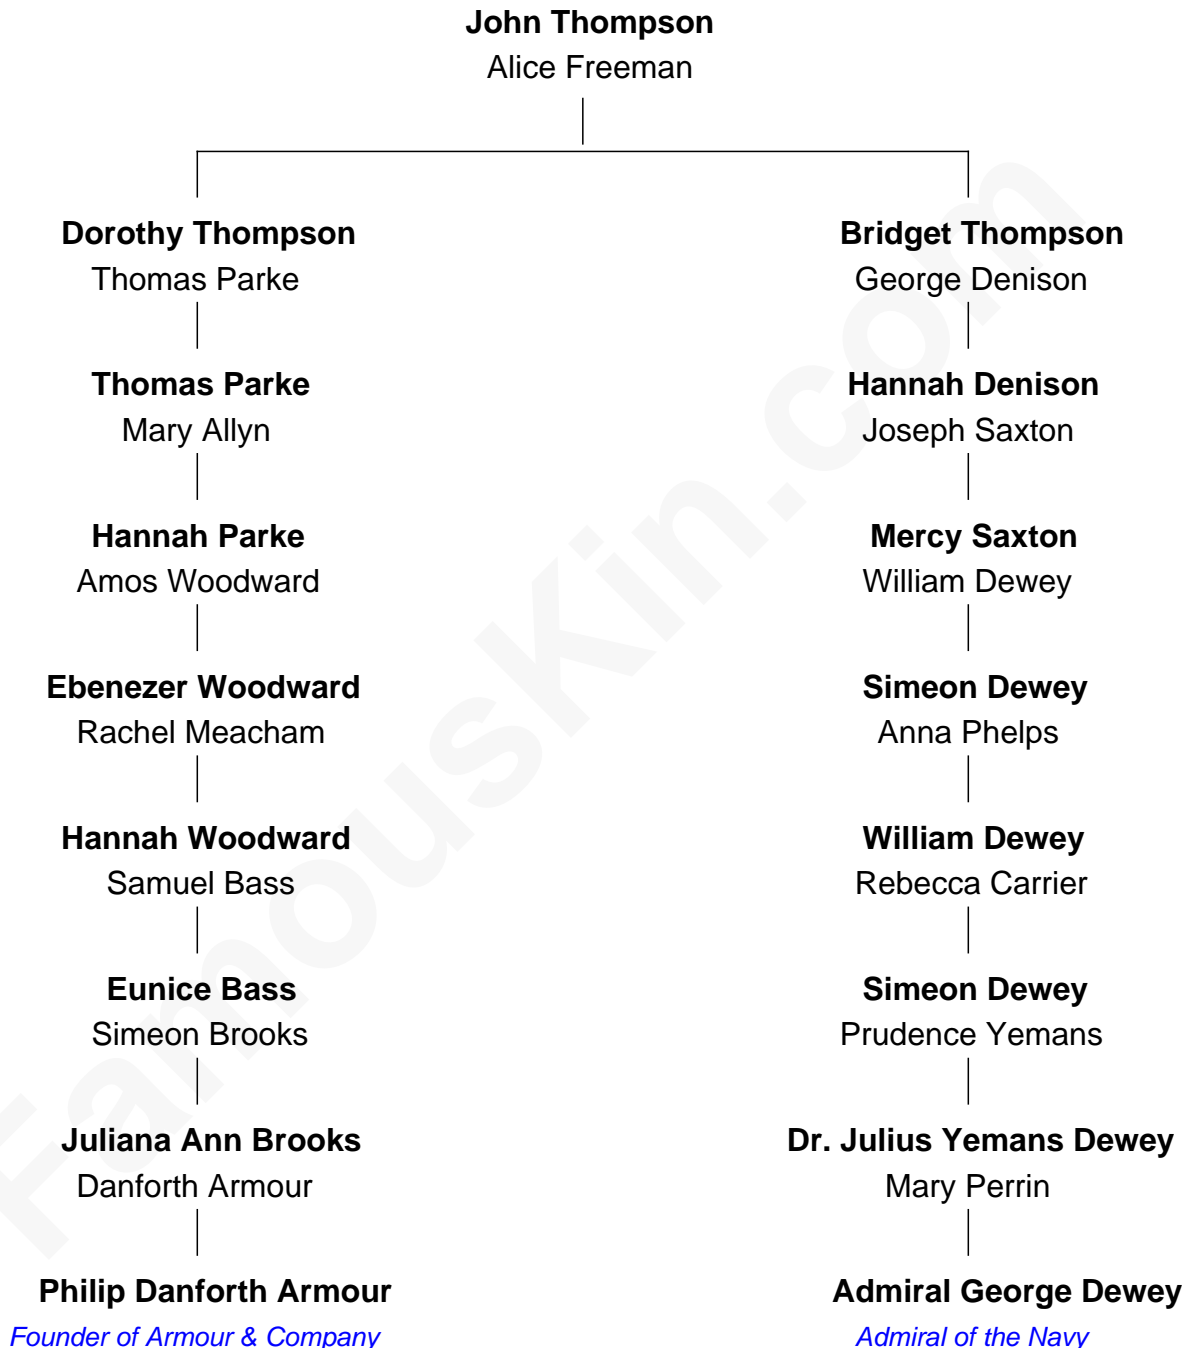 John Thompson
Alice Freeman
Dorothy Thompson
Thomas Parke
Bridget Thompson
George Denison
Thomas Parke
Mary Allyn
Hannah Denison
Joseph Saxton
Hannah Parke
Amos Woodward
Mercy Saxton
William Dewey
Ebenezer Woodward
Rachel Meacham
Simeon Dewey
Anna Phelps
Hannah Woodward
Samuel Bass
William Dewey
Rebecca Carrier
Eunice Bass
Simeon Brooks
Simeon Dewey
Prudence Yemans
Juliana Ann Brooks
Danforth Armour
Dr. Julius Yemans Dewey
Mary Perrin
Philip Danforth Armour
Founder of Armour & Company
Admiral George Dewey
Admiral of the Navy
FamousKin.com